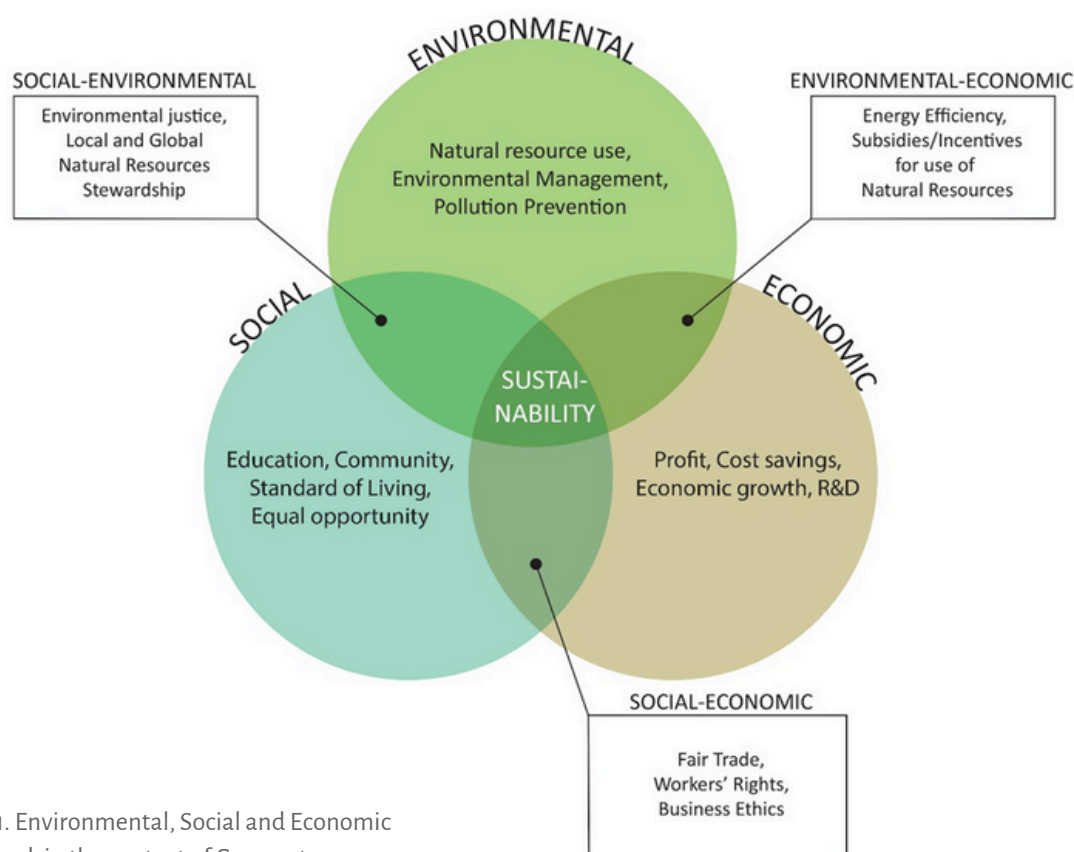 ENVIRONMENTAL
SOCIAL-ENVIRONMENTAL
Environmental justice,
Local and Global
Natural Resources
Stewardship
ENVIRONMENTAL-ECONOMIC
Energy Efficiency,
Subsidies/Incentives
for use of
Natural Resources
Natural resource use,
Environmental Management,
Pollution Prevention
SOCIAL
ECONOMIC
SUSTAI-
NABILITY
Education, Community,
Standard of Living,
Equal opportunity
Profit, Cost savings,
Economic growth, R&D
SOCIAL-ECONOMIC
Fair Trade,
Workers' Rights,
Business Ethics
1. Environmental, Social and Economic